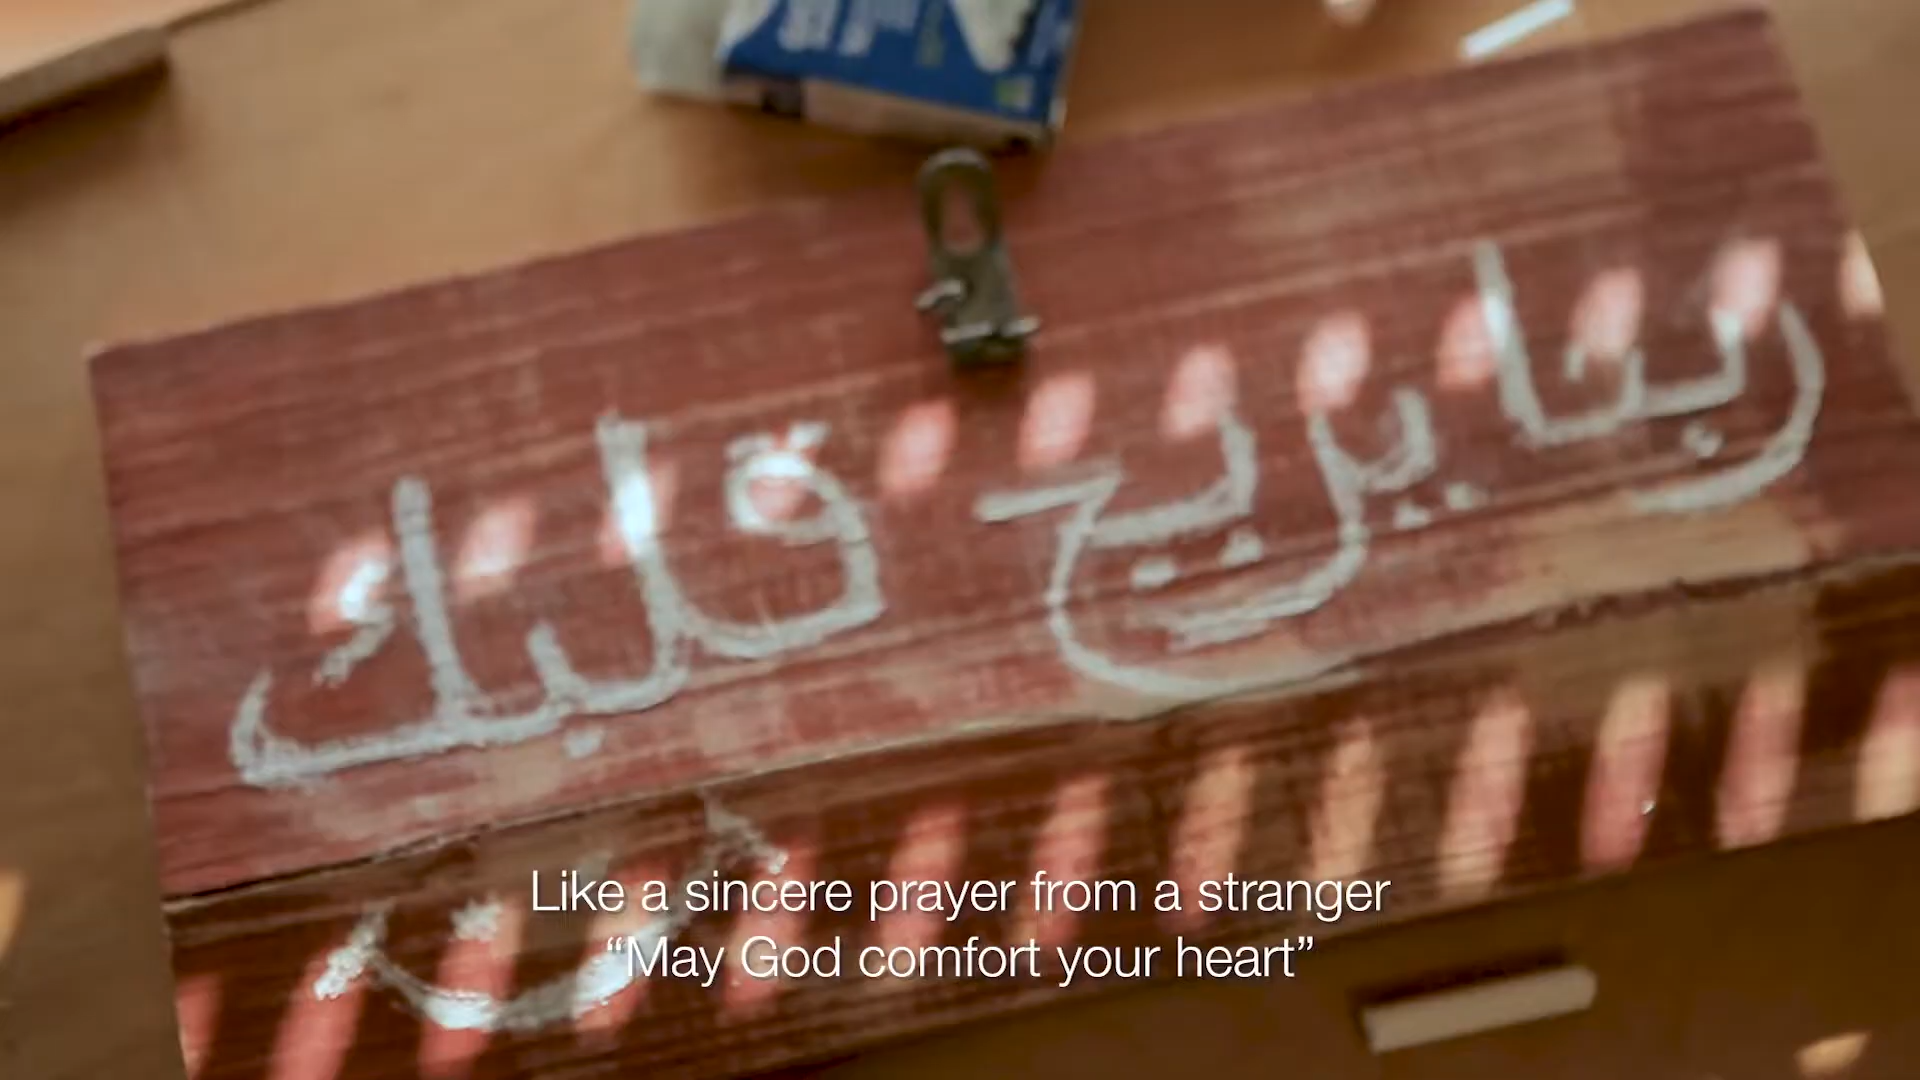 ربنا يريح قلبك
Like a sincere prayer from a stranger
“May God comfort your heart”